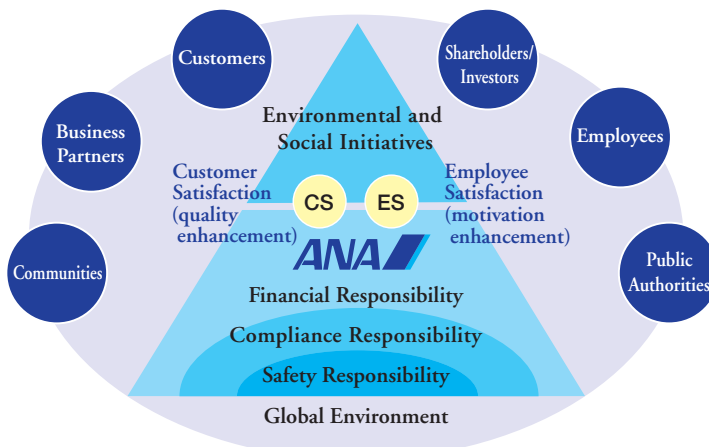 Customers
Shareholders/
Investors
Environmental and
Social Initiatives
Business
Partners
Employees
Customer
Satisfaction
(quality
enhancement)
CS
ES
Employee
Satisfaction
(motivation
enhancement)
ANA
Communities
Public
Authorities
Financial Responsibility
Compliance Responsibility
Safety Responsibility
Global Environment